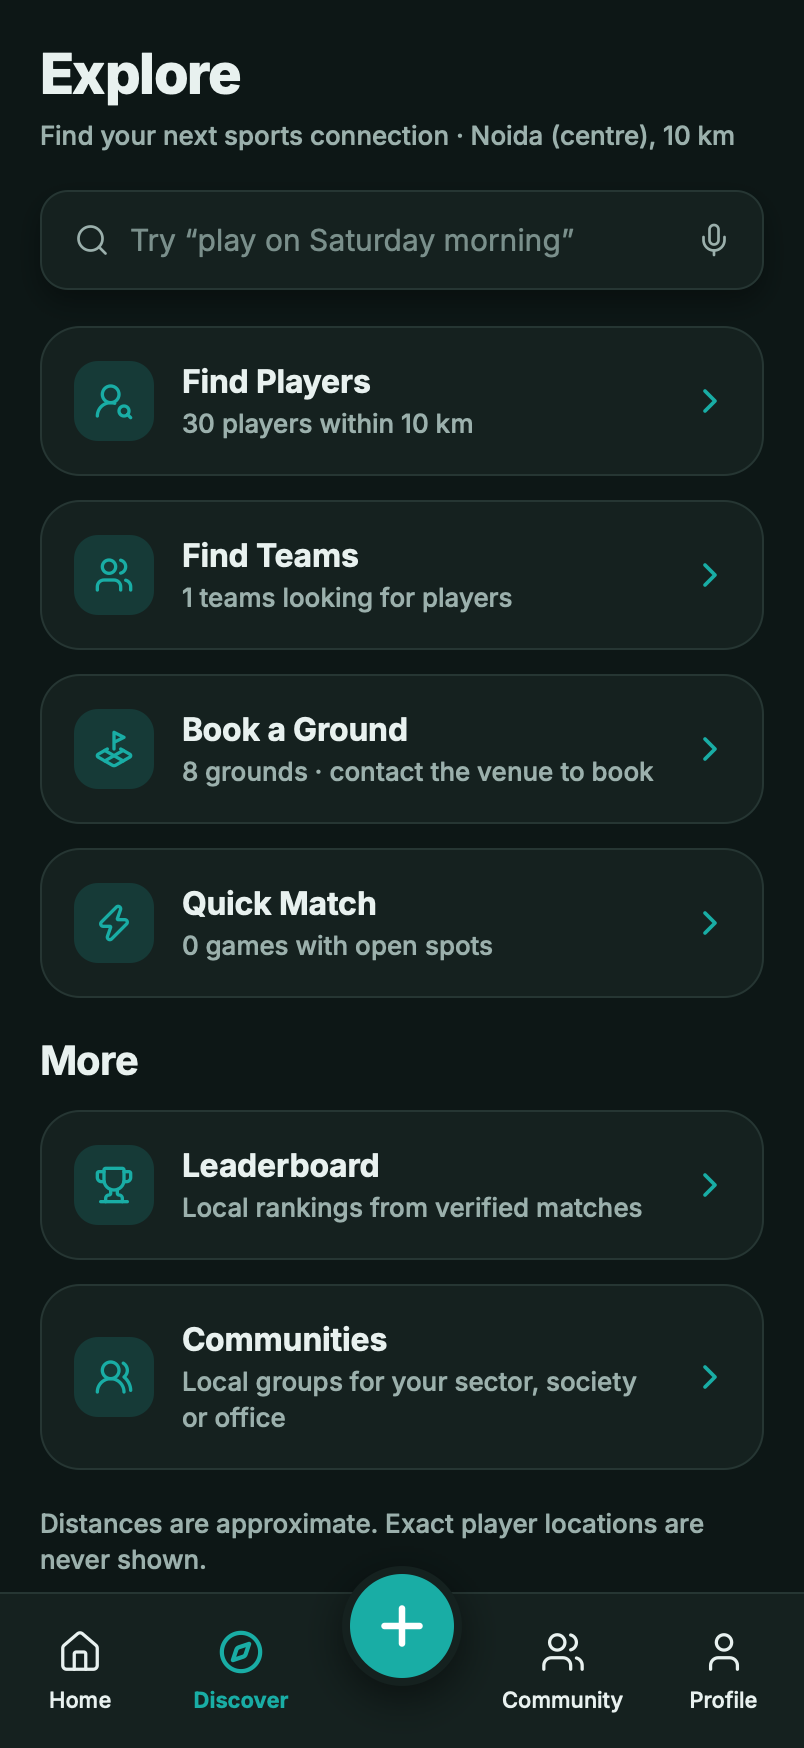 Explore
Find your next sports connection · Noida (centre), 10 km
Try “play on Saturday morning”
Find Players
30 players within 10 km
Find Teams
1 teams looking for players
Book a Ground
8 grounds · contact the venue to book
Quick Match
0 games with open spots
More
Leaderboard
Local rankings from verified matches
Communities
Local groups for your sector, society
or office
Distances are approximate. Exact player locations are
never shown.
Home
Discover
Community
Profile